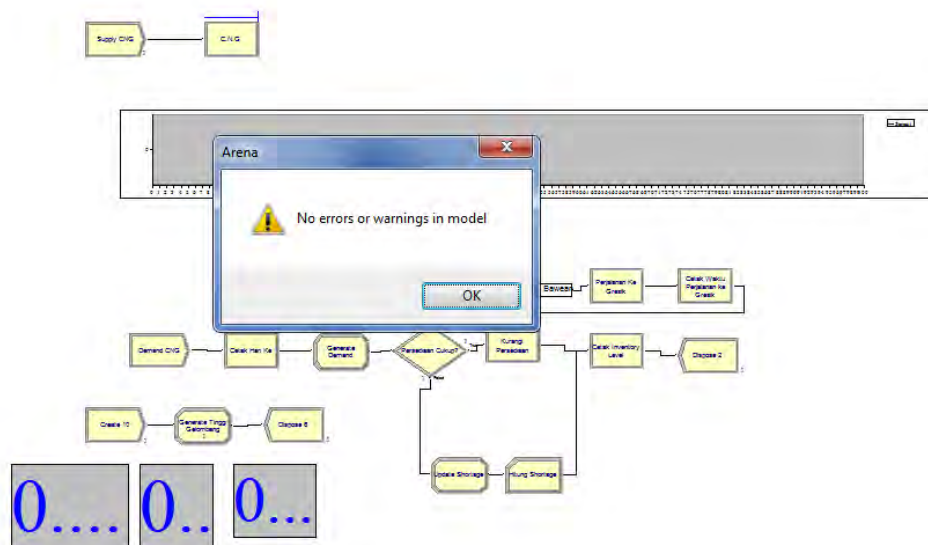 Supply CNG
C.N.G
Arena
No errors or warnings in model
OK
Bawean
Perjalanan Ke
Gresik
Catat Waktu
Perjalanan ke
Gresik
Demand CNG
Catat Hari Ke
Generate
Demand
Persediaan Cukup?
Kurangi
Persediaan
Catat Inventory
Level
Dispose 2
Create 10
Generate Tinggi
Gelombang
Dispose 6
Update Shortage
Hitung Shortage
0.... 0.. 0...